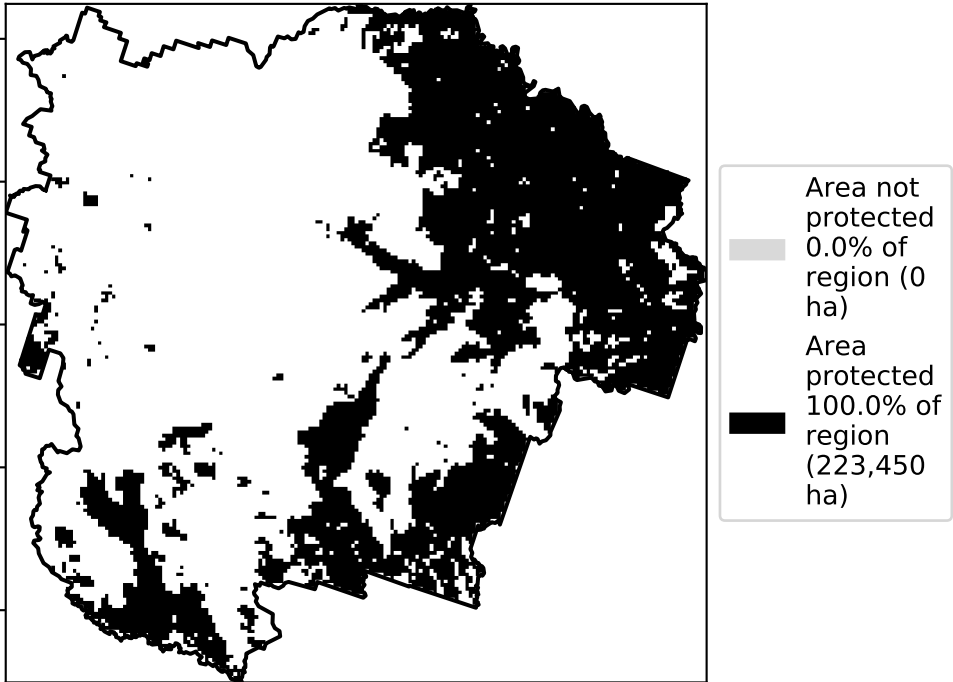 Area not
protected
0.0% of
region (0
ha)
Area
protected
100.0% of
region
(223,450
ha)